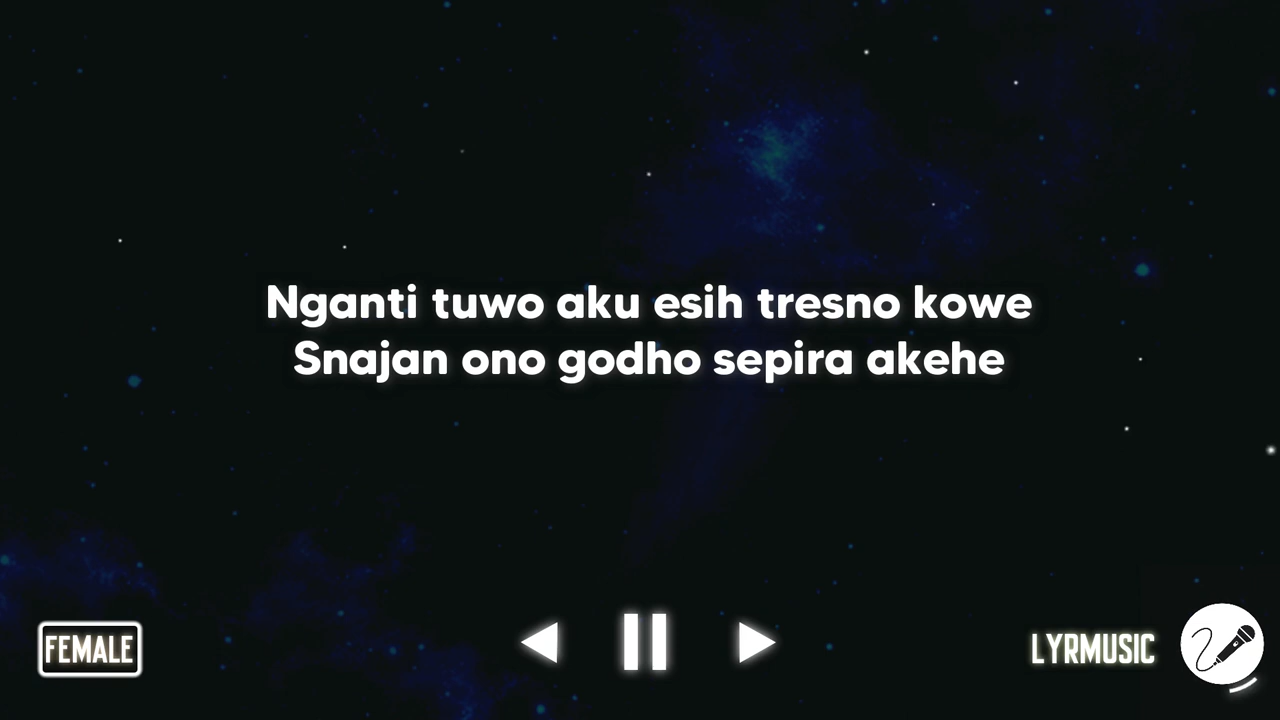 Nganti tuwo aku esih tresno kowe
Snajan ono godho sepira akehe
FEMALE
LYRMUSIC